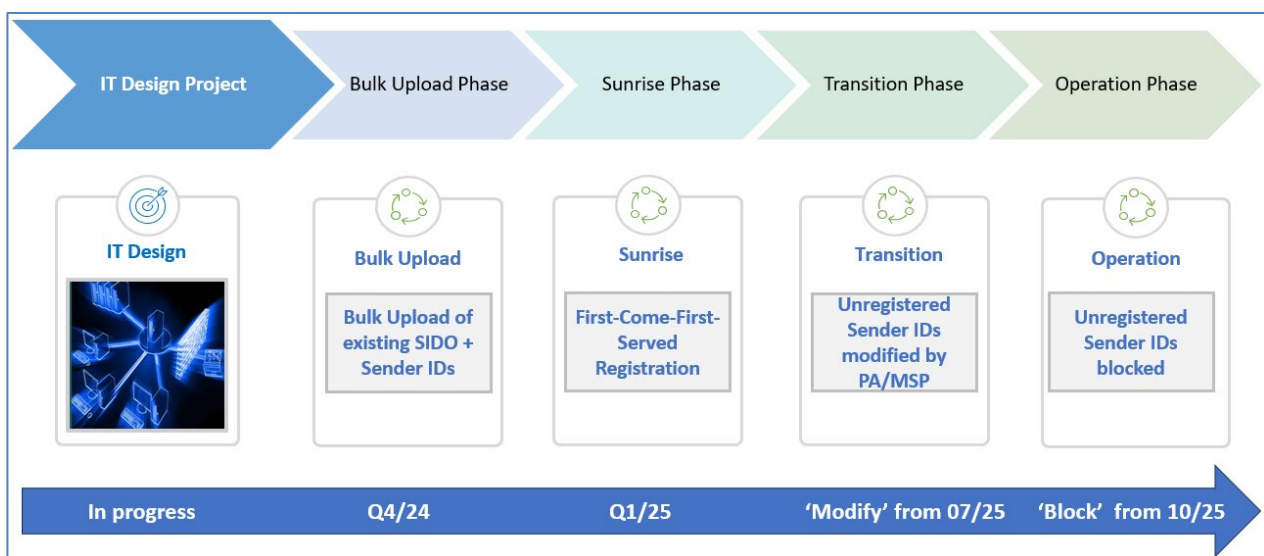 IT Design Project
Bulk Upload Phase
Sunrise Phase
Transition Phase
Operation Phase
IT Design
Bulk Upload
Bulk Upload of
existing SIDO +
Sender IDs
Sunrise
First-Come-First-
Served
Registration
Transition
Unregistered
Sender IDs
modified by
PA/MSP
Operation
Unregistered
Sender IDs
blocked
In progress
Q4/24
Q1/25
‘Modify’ from 07/25
‘Block’ from 10/25